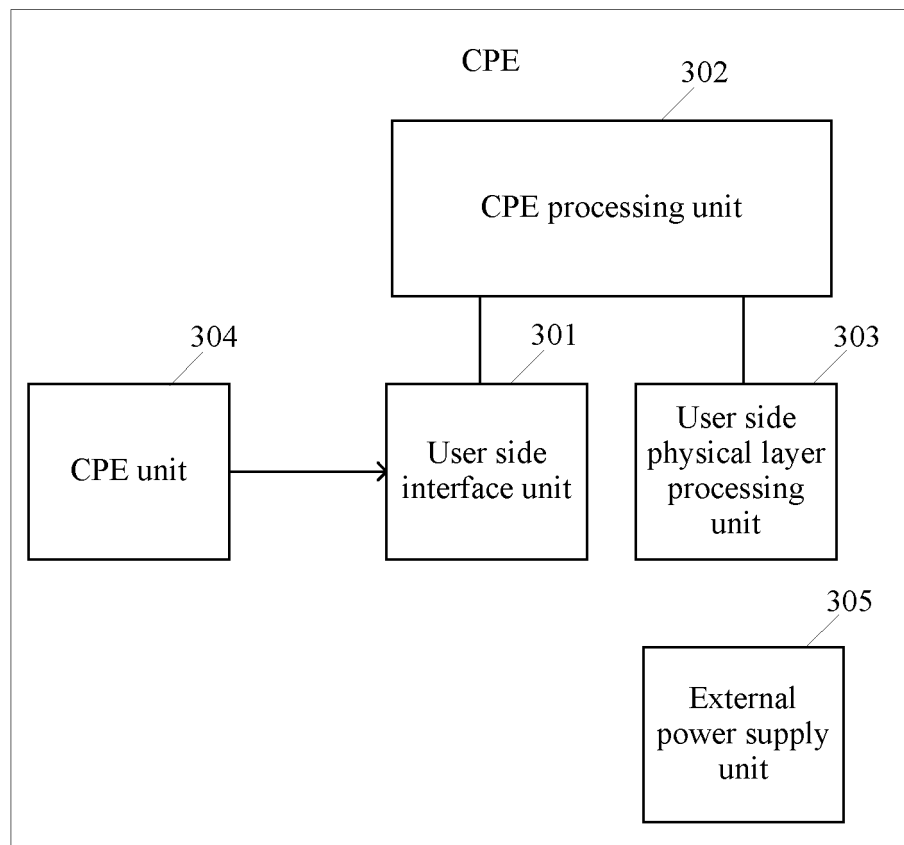 CPE
302
CPE processing unit
304
301
303
CPE unit
User side
interface unit
User side
physical layer
processing
unit
305
External
power supply
unit